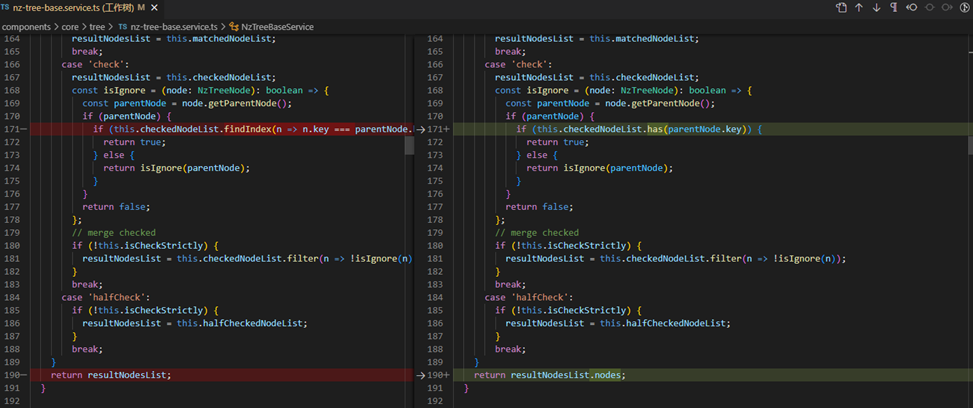 TS nz-tree-base.service.ts (工作树) M ×
components > core > tree > TS nz-tree-base.service.ts > NzTreeBaseService
164 resultNodesList = this.matchedNodeList;
165 break;
166 case 'check':
167 resultNodesList = this.checkedNodeList;
168 const isIgnore = (node: NzTreeNode): boolean => {
169 const parentNode = node.getParentNode();
170 if (parentNode) {
171- if (this.checkedNodeList.findIndex(n => n.key === parentNode.
172 return true;
173 } else {
174 return isIgnore(parentNode);
175 }
176 }
177 return false;
178 };
179 // merge checked
180 if (!this.isCheckStrictly) {
181 resultNodesList = this.checkedNodeList.filter(n => !isIgnore(n)
182 }
183 break;
184 case 'halfCheck':
185 if (!this.isCheckStrictly) {
186 resultNodesList = this.halfCheckedNodeList;
187 }
188 break;
189 }
190- return resultNodesList;
191 }
192
164 resultNodesList = this.matchedNodeList;
165 break;
166 case 'check':
167 resultNodesList = this.checkedNodeList;
168 const isIgnore = (node: NzTreeNode): boolean => {
169 const parentNode = node.getParentNode();
170 if (parentNode) {
171+ if (this.checkedNodeList.has(parentNode.key)) {
172 return true;
173 } else {
174 return isIgnore(parentNode);
175 }
176 }
177 return false;
178 };
179 // merge checked
180 if (!this.isCheckStrictly) {
181 resultNodesList = this.checkedNodeList.filter(n => !isIgnore(n));
182 }
183 break;
184 case 'halfCheck':
185 if (!this.isCheckStrictly) {
186 resultNodesList = this.halfCheckedNodeList;
187 }
188 break;
189 }
190+ return resultNodesList.nodes;
191 }
192